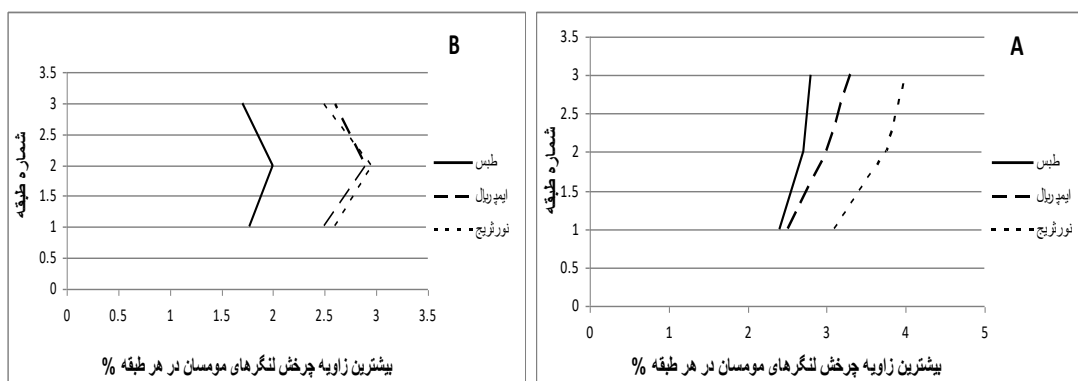 B
3.5
3
2.5
2
1.5
1
0.5
0
شماره طبقه
0 0.5 1 1.5 2 2.5 3 3.5
بیشترین زاویه چرخش لنگرهای مومسان در هر طبقه %
طبس
ایمپریال
نورثریج
A
3.5
3
2.5
2
1.5
1
0.5
0
شماره طبقه
0 1 2 3 4 5
بیشترین زاویه چرخش لنگرهای مومسان در هر طبقه %
طبس
ایمپریال
نورثریج